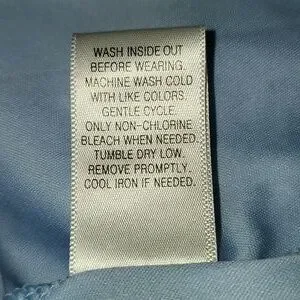 WASH INSIDE OUT
BEFORE WEARING.
MACHINE WASH COLD
WITH LIKE COLORS.
GENTLE CYCLE.
ONLY NON-CHLORINE
BLEACH WHEN NEEDED.
TUMBLE DRY LOW.
REMOVE PROMPTLY.
COOL IRON IF NEEDED.